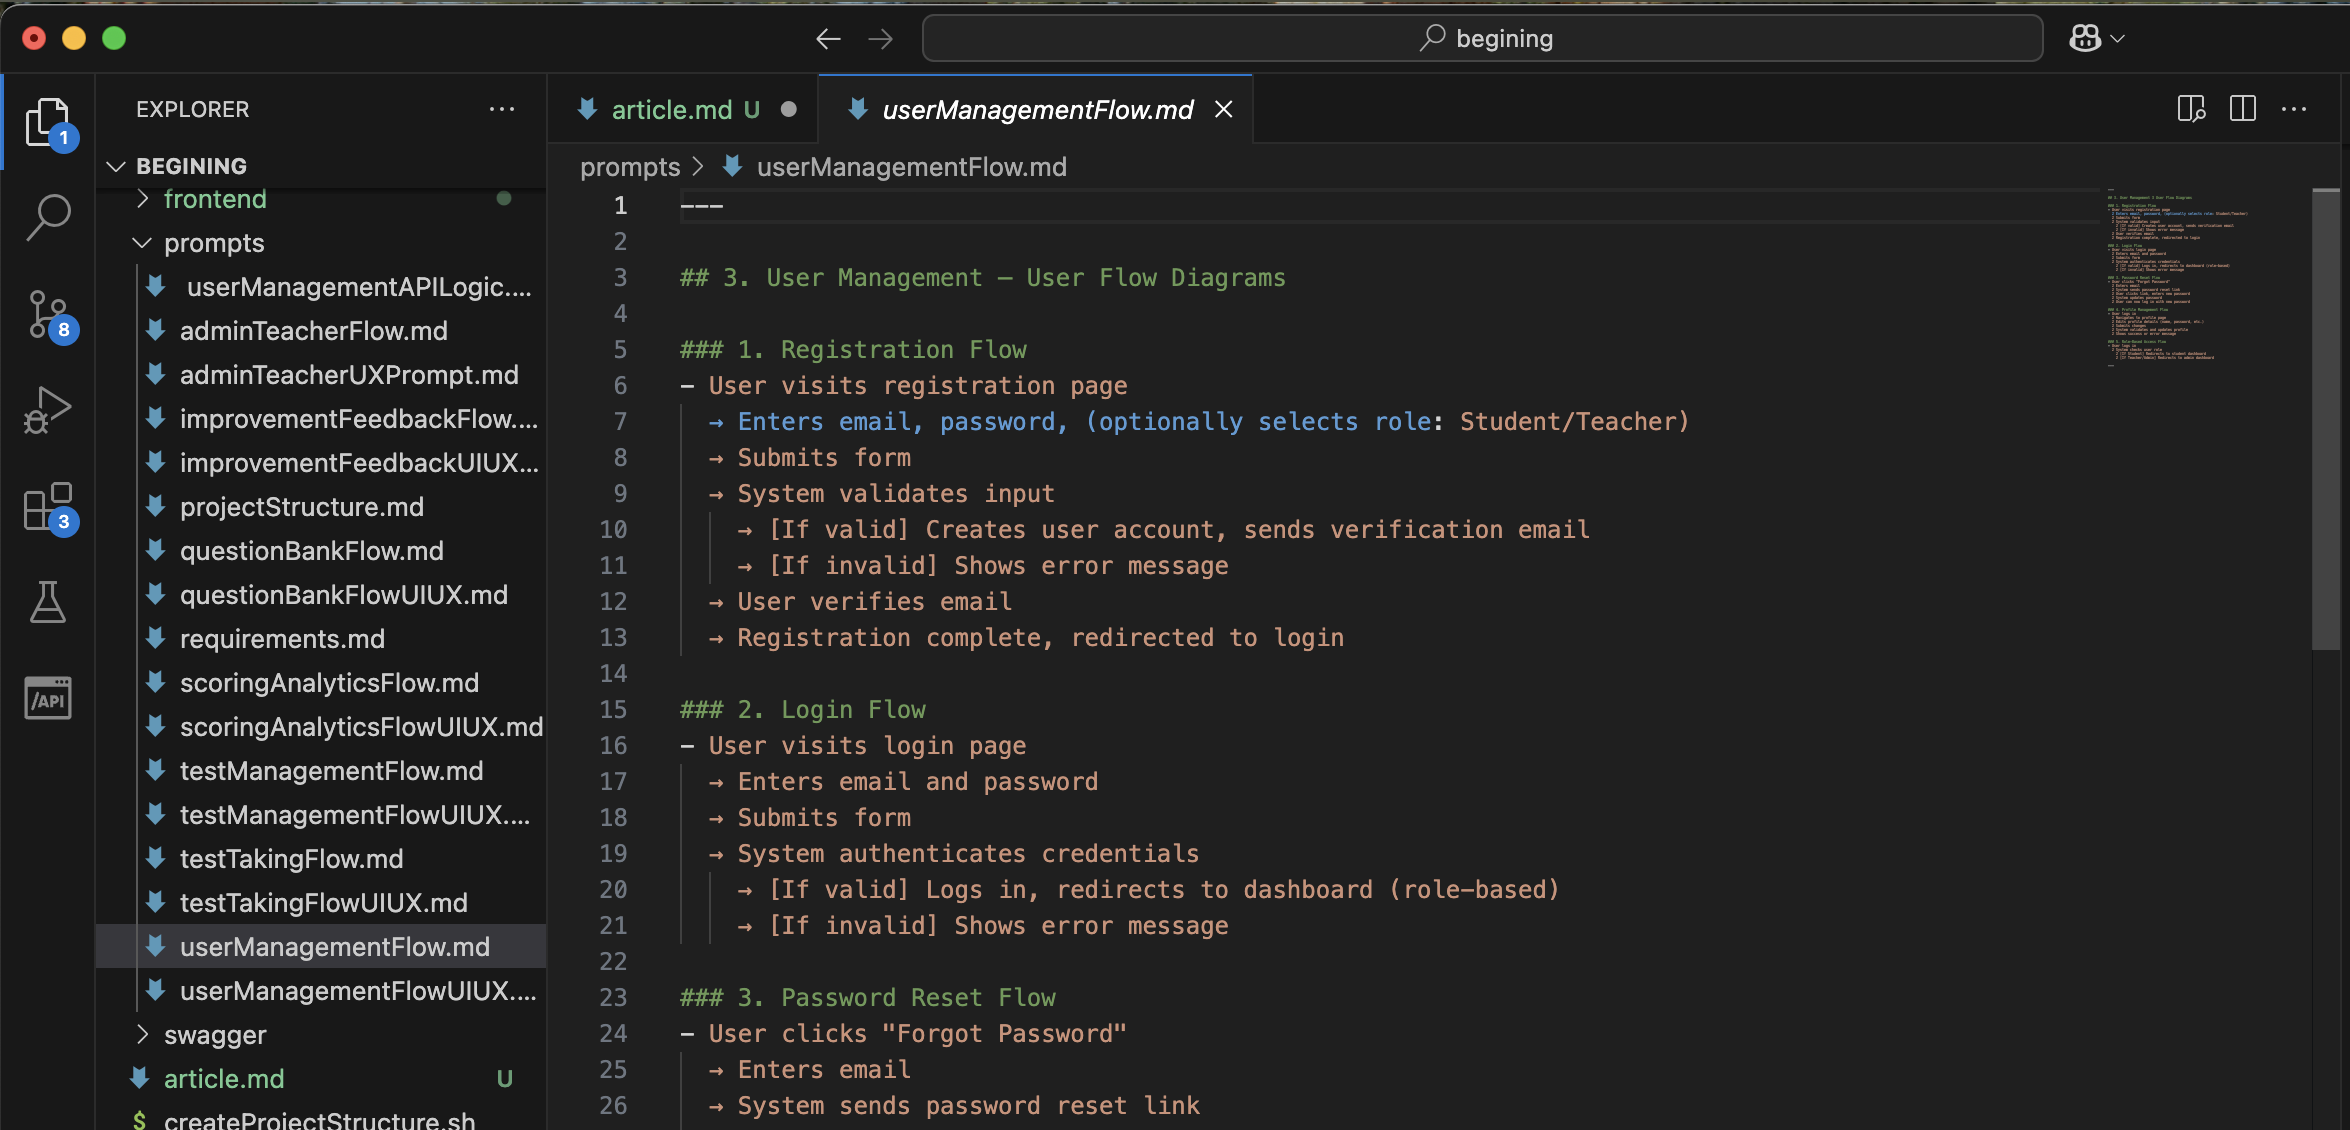 begining
EXPLORER
BEGINING
frontend
prompts
userManagementAPILogic....
adminTeacherFlow.md
adminTeacherUXPrompt.md
improvementFeedbackFlow....
improvementFeedbackUIUX...
projectStructure.md
questionBankFlow.md
questionBankFlowUIUX.md
requirements.md
scoringAnalyticsFlow.md
scoringAnalyticsFlowUIUX.md
testManagementFlow.md
testManagementFlowUIUX....
testTakingFlow.md
testTakingFlowUIUX.md
userManagementFlow.md
userManagementFlowUIUX....
swagger
article.md U
$ createProjectStructure.sh
1
8
3
/API
article.md U
userManagementFlow.md
prompts > userManagementFlow.md
1 ---
2
3 ## 3. User Management – User Flow Diagrams
4
5 ### 1. Registration Flow
6 - User visits registration page
7 → Enters email, password, (optionally selects role: Student/Teacher)
8 → Submits form
9 → System validates input
10 → [If valid] Creates user account, sends verification email
11 → [If invalid] Shows error message
12 → User verifies email
13 → Registration complete, redirected to login
14
15 ### 2. Login Flow
16 - User visits login page
17 → Enters email and password
18 → Submits form
19 → System authenticates credentials
20 → [If valid] Logs in, redirects to dashboard (role-based)
21 → [If invalid] Shows error message
22
23 ### 3. Password Reset Flow
24 - User clicks "Forgot Password"
25 → Enters email
26 → System sends password reset link